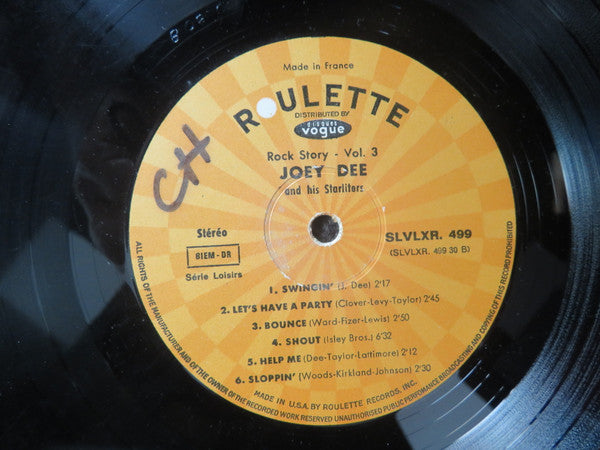 Made in France
ROULETTE
DISTRIBUTED BY
disques
vogue
Rock Story - Vol. 3
JOEY DEE
and his Starliters
CH
Stéréo
BIEM-DR
Série Loisirs
SLVLXR. 499
(SLVLXR. 499 30 B)
1. SWINGIN' (J. Dee) 2'17
2. LET'S HAVE A PARTY (Clover-Levy-Taylor) 2'45
3. BOUNCE (Ward-Fizer-Lewis) 2'50
4. SHOUT (Isley Bros.) 6'32
5. HELP ME (Dee-Taylor-Lattimore) 2'12
6. SLOPPIN' (Woods-Kirkland-Johnson) 2'30
MADE IN U.S.A. BY ROULETTE RECORDS, INC.
ALL RIGHTS OF THE MANUFACTURER AND OF THE OWNER OF THE RECORDED WORK RESERVED UNAUTHORISED PUBLIC PERFOMANCE BROADCASTING AND COPYING OF THIS RECORD PROHIBITED